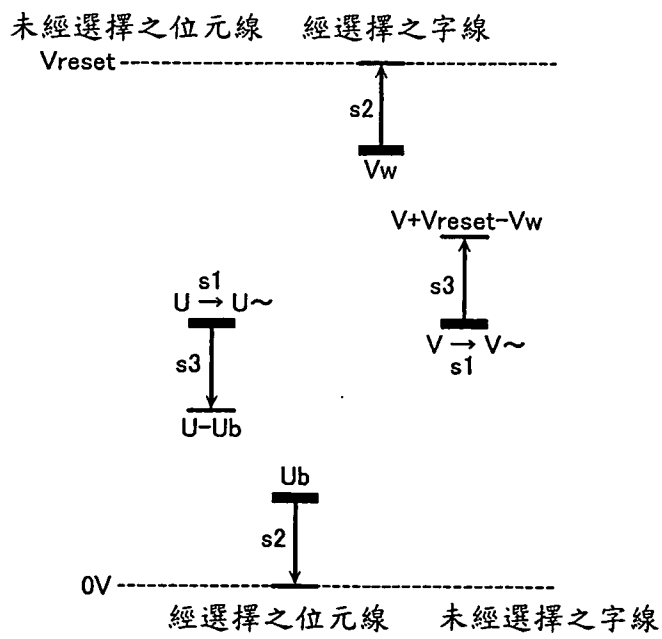 未經選擇之位元線 經選擇之字線
Vreset
s2
Vw
V+Vreset-Vw
s1
U → U~
s3
s3
V → V~
s1
U-Ub
Ub
s2
0V
經選擇之位元線 未經選擇之字線